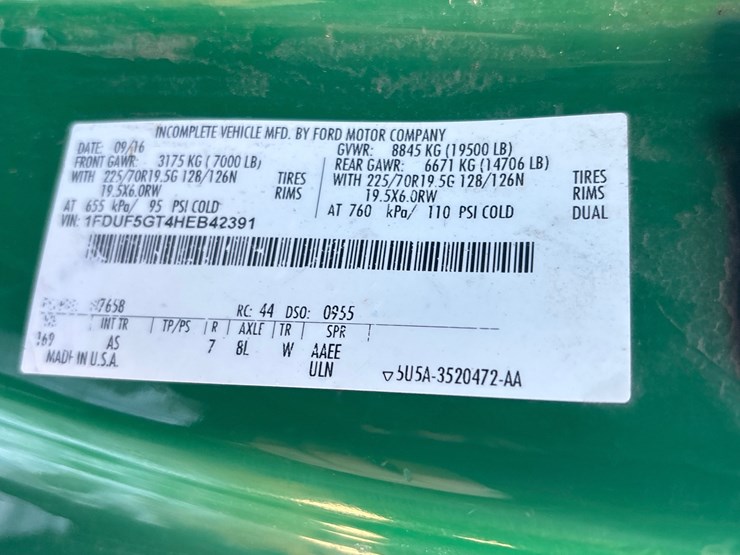 INCOMPLETE VEHICLE MFD. BY FORD MOTOR COMPANY
DATE: 09/16 GVWR: 8845 KG (19500 LB)
FRONT GAWR: 3175 KG (7000 LB) REAR GAWR: 6671 KG (14706 LB)
WITH 225/70R19.5G 128/126N TIRES WITH 225/70R19.5G 128/126N TIRES
19.5X6.0RW RIMS 19.5X6.0RW RIMS
AT 655 kPa/ 95 PSI COLD AT 760 kPa/ 110 PSI COLD DUAL
VIN: 1FDUF5GT4HEB42391
7658 RC: 44 DSO: 0955
INT TR TP/PS R AXLE TR SPR
AS 7 8L W AAEE
MADE IN U.S.A. ULN
5U5A-3520472-AA